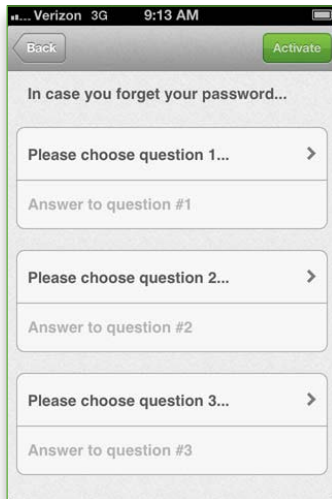 Verizon 3G 9:13 AM
Back Activate
In case you forget your password...
Please choose question 1...
Answer to question #1
Please choose question 2...
Answer to question #2
Please choose question 3...
Answer to question #3